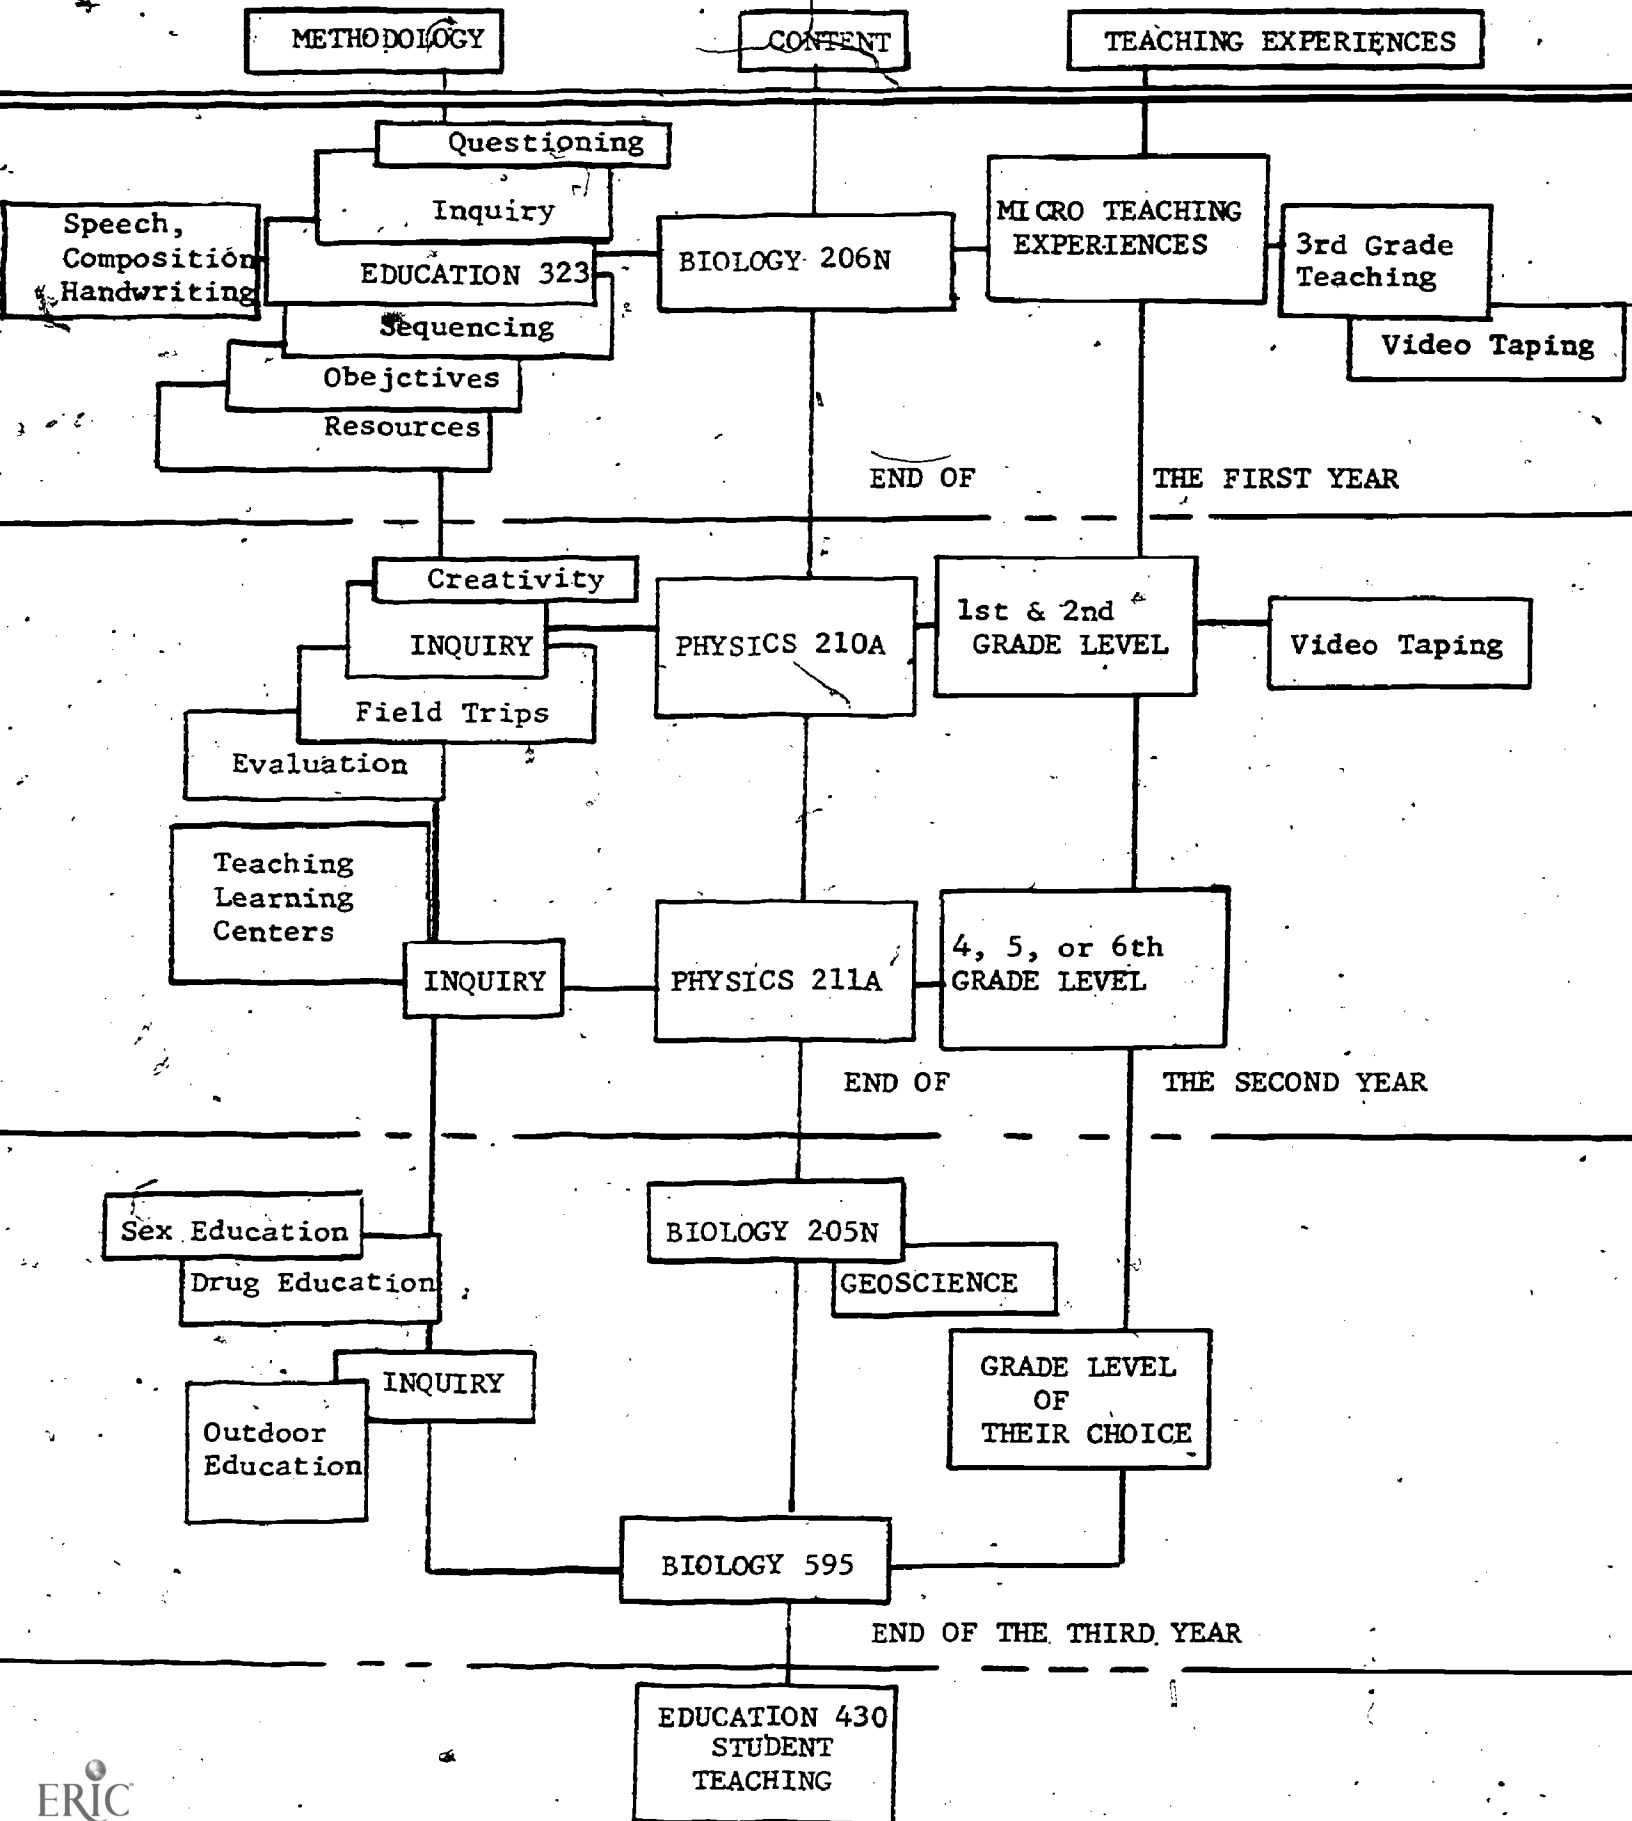 METHODOLOGY
CONTENT
TEACHING EXPERIENCES
Questioning
Inquiry
Speech,
Composition
Handwriting
EDUCATION 323
Sequencing
Obejctives
Resources
BIOLOGY 206N
MICRO TEACHING
EXPERIENCES
3rd Grade
Teaching
Video Taping
END OF THE FIRST YEAR
Creativity
INQUIRY
Field Trips
Evaluation
PHYSICS 210A
1st & 2nd
GRADE LEVEL
Video Taping
Teaching
Learning
Centers
INQUIRY
PHYSICS 211A
4, 5, or 6th
GRADE LEVEL
END OF THE SECOND YEAR
Sex Education
Drug Education
BIOLOGY 205N
GEOSCIENCE
INQUIRY
Outdoor
Education
GRADE LEVEL
OF
THEIR CHOICE
BIOLOGY 595
END OF THE THIRD YEAR
EDUCATION 430
STUDENT
TEACHING
ERIC